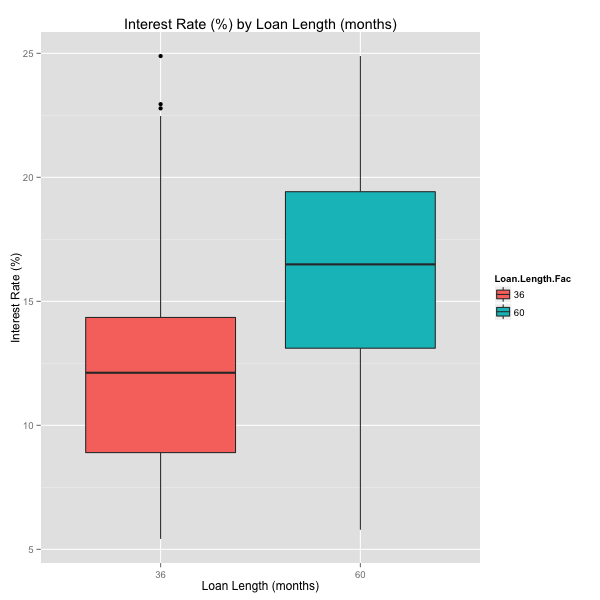 Interest Rate (%) by Loan Length (months)
25
20
15
10
5
Interest Rate (%)
36
60
Loan Length (months)
Loan.Length.Fac
36
60